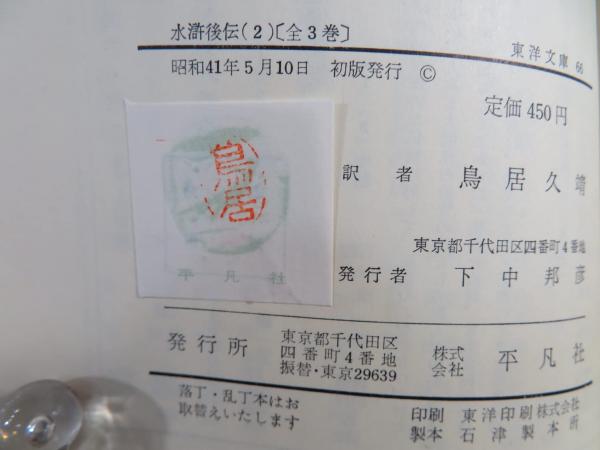 水滸後伝(2)〔全3巻〕
東洋文庫 66
昭和41年5月10日 初版発行 ©
定価 450円
鳥居
平凡社
訳者 鳥居久靖
東京都千代田区四番町4番地
発行者 下中邦彦
発行所 東京都千代田区
四番町4番地
振替・東京29639
株式
会社 平凡社
落丁・乱丁本はお
取替えいたします
印刷 東洋印刷株式会社
製本 石津製本所